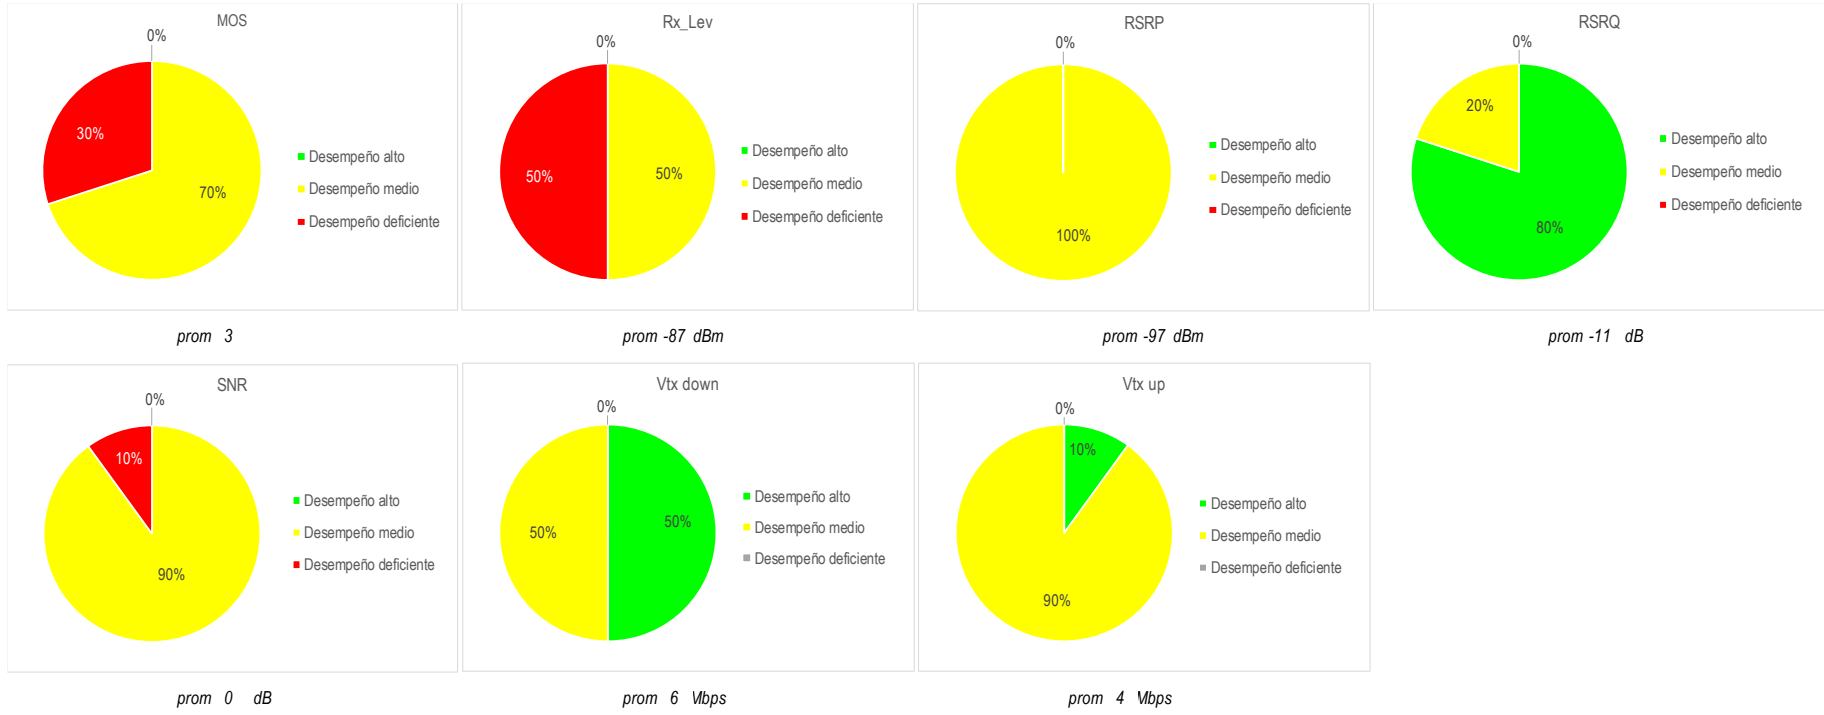 MOS
0%
30%
70%
Desempeño alto
Desempeño medio
Desempeño deficiente
prom 3
Rx_Lev
0%
50%
50%
Desempeño alto
Desempeño medio
Desempeño deficiente
prom -87 dBm
RSRP
0%
100%
Desempeño alto
Desempeño medio
Desempeño deficiente
prom -97 dBm
RSRQ
0%
20%
80%
Desempeño alto
Desempeño medio
Desempeño deficiente
prom -11 dB
SNR
0%
10%
90%
Desempeño alto
Desempeño medio
Desempeño deficiente
prom 0 dB
Vtx down
0%
50%
50%
Desempeño alto
Desempeño medio
Desempeño deficiente
prom 6 Mbps
Vtx up
0%
10%
90%
Desempeño alto
Desempeño medio
Desempeño deficiente
prom 4 Mbps